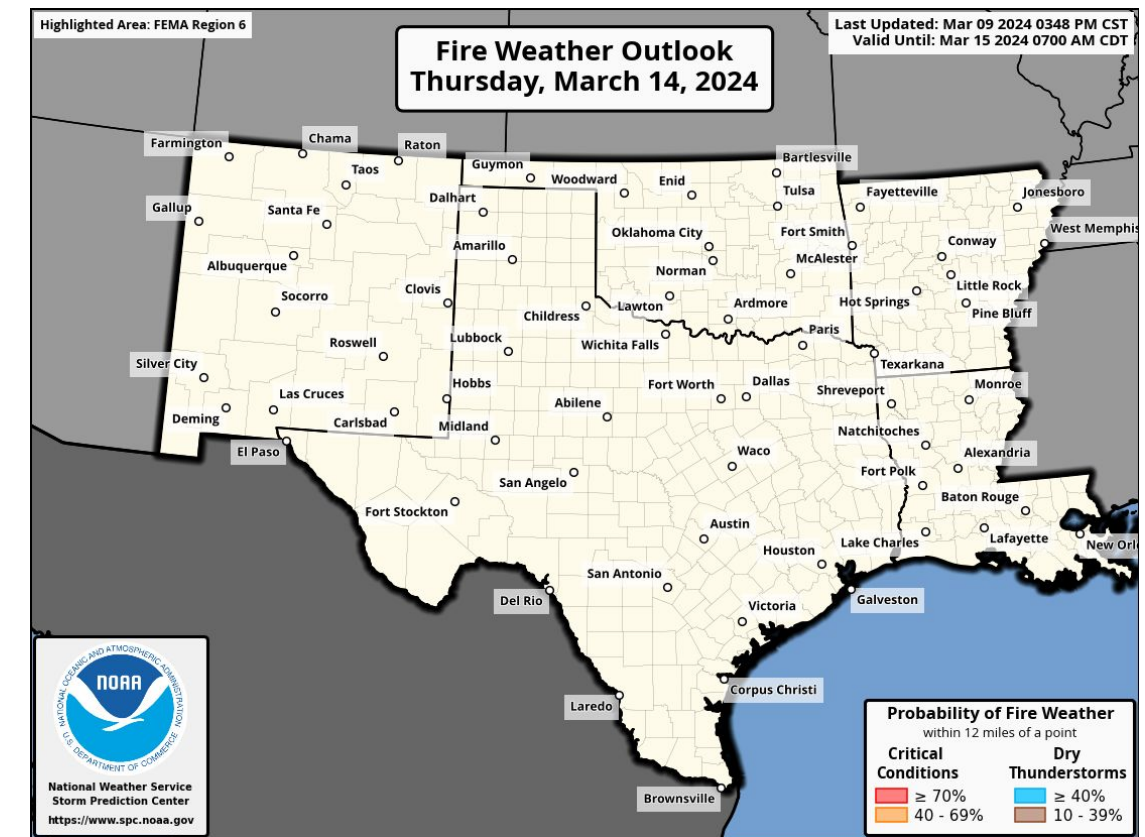 Highlighted Area: FEMA Region 6
Fire Weather Outlook
Thursday, March 14, 2024
Last Updated: Mar 09 2024 0348 PM CST
Valid Until: Mar 15 2024 0700 AM CDT
Farmington
Chama
Raton
Taos
Guymon
Woodward
Enid
Bartlesville
Tulsa
Fayetteville
Jonesboro
Gallup
Santa Fe
Dalhart
West Memphis
Albuquerque
Amarillo
Oklahoma City
Norman
Fort Smith
McAlester
Conway
Little Rock
Socorro
Clovis
Childress
Lawton
Ardmore
Hot Springs
Pine Bluff
Roswell
Lubbock
Wichita Falls
Paris
Texarkana
Silver City
Las Cruces
Hobbs
Abilene
Fort Worth
Dallas
Shreveport
Monroe
Deming
Carlsbad
Midland
El Paso
Natchitoches
Waco
Alexandria
San Angelo
Fort Polk
Fort Stockton
Baton Rouge
Austin
Houston
Lake Charles
Lafayette
New Orl
San Antonio
Del Rio
Victoria
Galveston
Corpus Christi
Laredo
Brownsville
NATIONAL OCEANIC AND ATMOSPHERIC ADMINISTRATION
NOAA
U.S. DEPARTMENT OF COMMERCE
National Weather Service
Storm Prediction Center
https://www.spc.noaa.gov
Probability of Fire Weather
within 12 miles of a point
Critical Conditions
≥ 70%
40 - 69%
Dry Thunderstorms
≥ 40%
10 - 39%